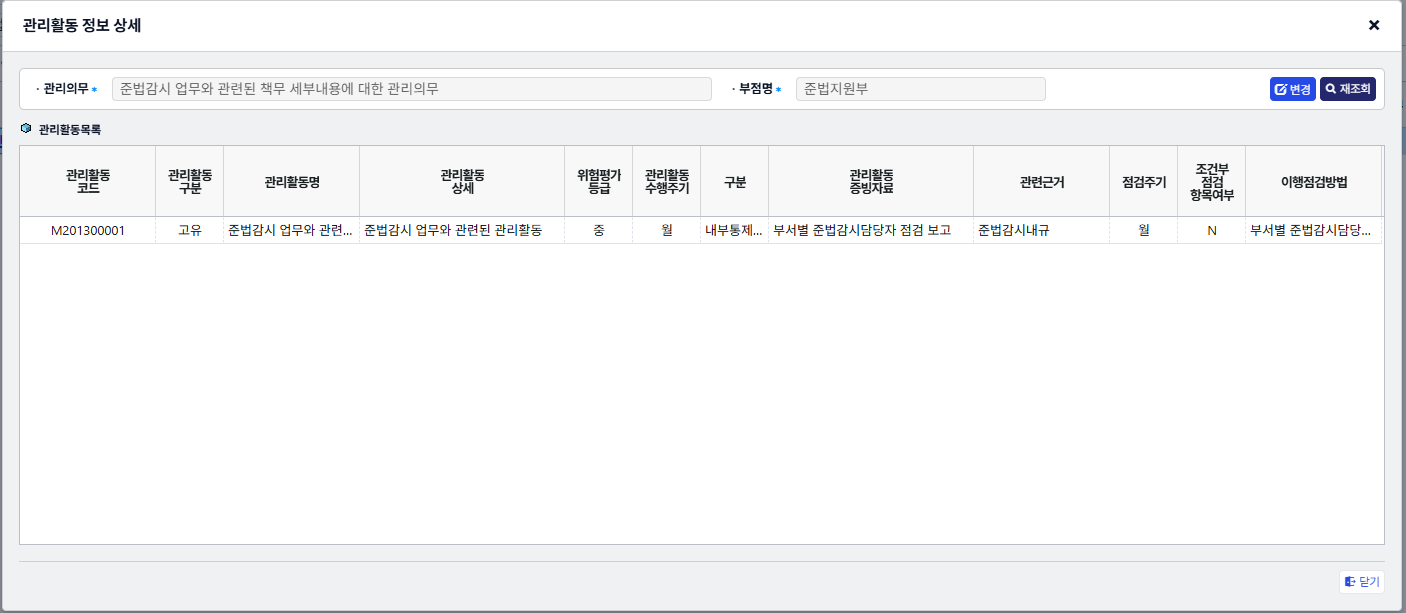 관리활동 정보 상세
· 관리의무 * 준법감시 업무와 관련된 책무 세부내용에 대한 관리의무 · 부점명 * 준법지원부 변경 재조회
관리활동목록
관리활동 코드 관리활동 구분 관리활동명 관리활동 상세 위험평가 등급 관리활동 수행주기 구분 관리활동 증빙자료 관련근거 점검주기 조건부 점검 항목여부 이행점검방법
M201300001 고유 준법감시 업무와 관련... 준법감시 업무와 관련된 관리활동 중 월 내부통제... 부서별 준법감시담당자 점검 보고 준법감시내규 월 N 부서별 준법감시담당...
닫기